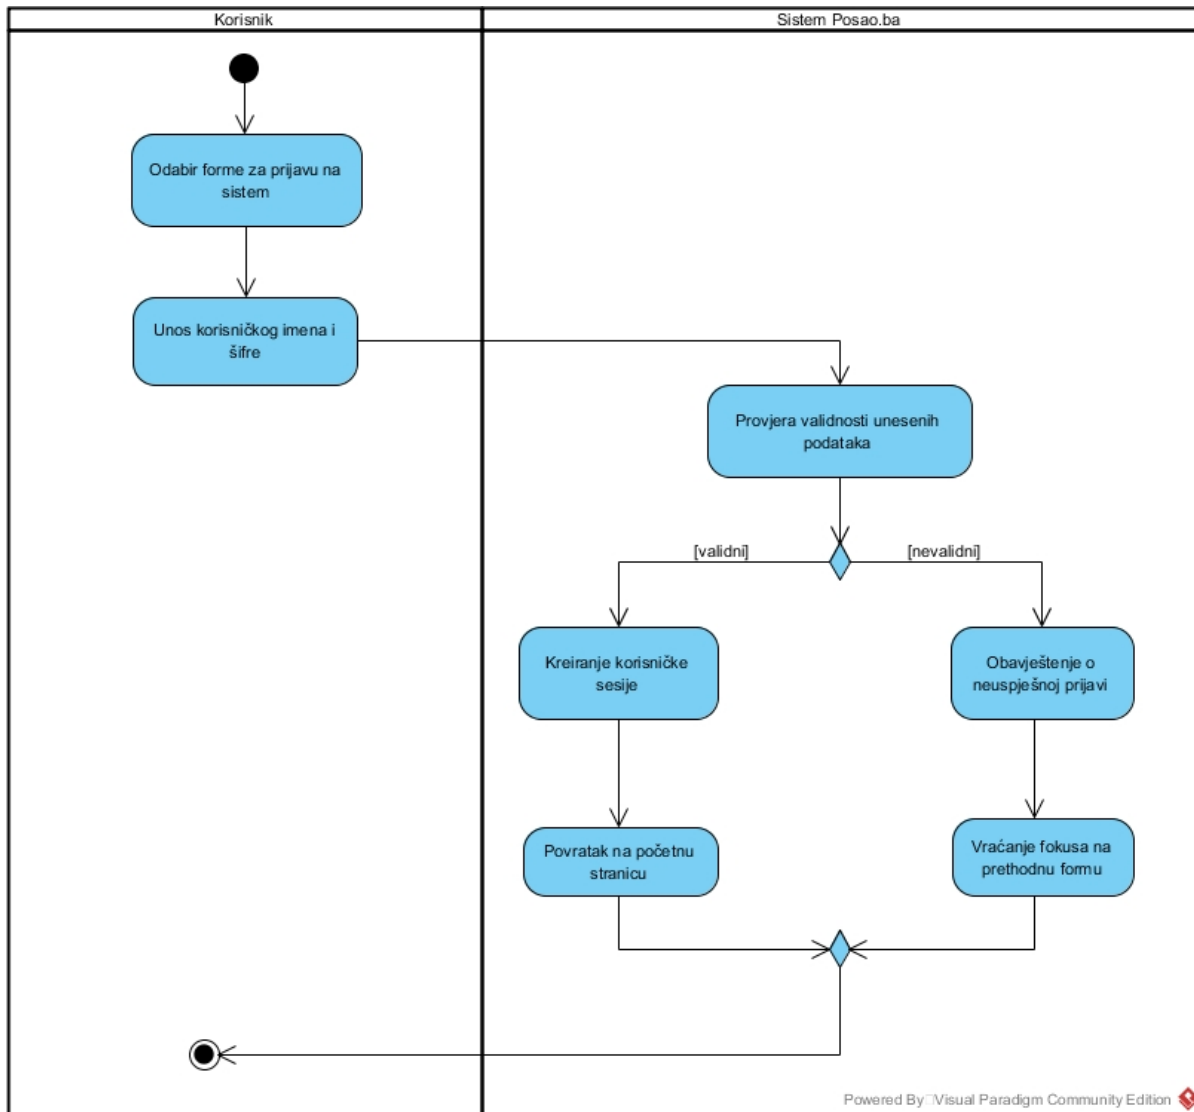 Korisnik
Sistem Posao.ba
Odabir forme za prijavu na
sistem
Unos korisničkog imena i
šifre
Provjera validnosti unesenih
podataka
[validni]
[nevalidni]
Kreiranje korisničke
sesije
Obavještenje o
neuspješnoj prijavi
Povratak na početnu
stranicu
Vraćanje fokusa na
prethodnu formu
Powered By Visual Paradigm Community Edition